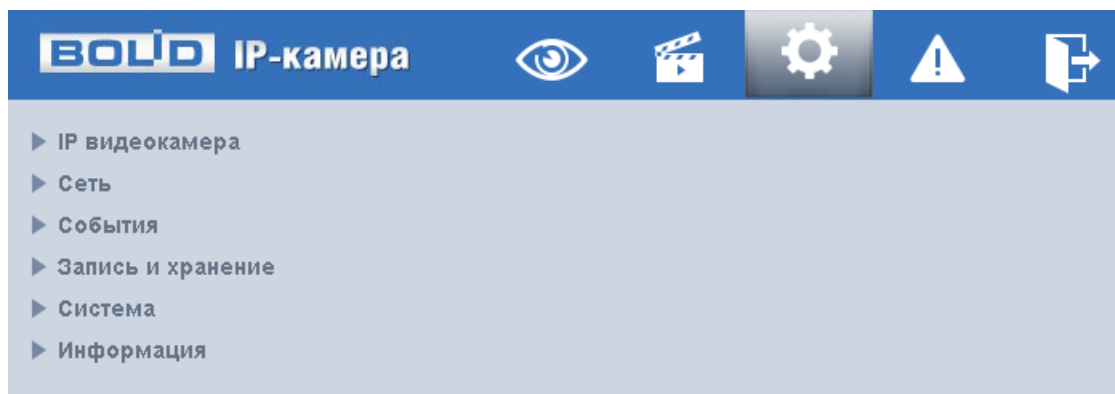 BOLID IP-камера
IP видеокамера
Сеть
События
Запись и хранение
Система
Информация